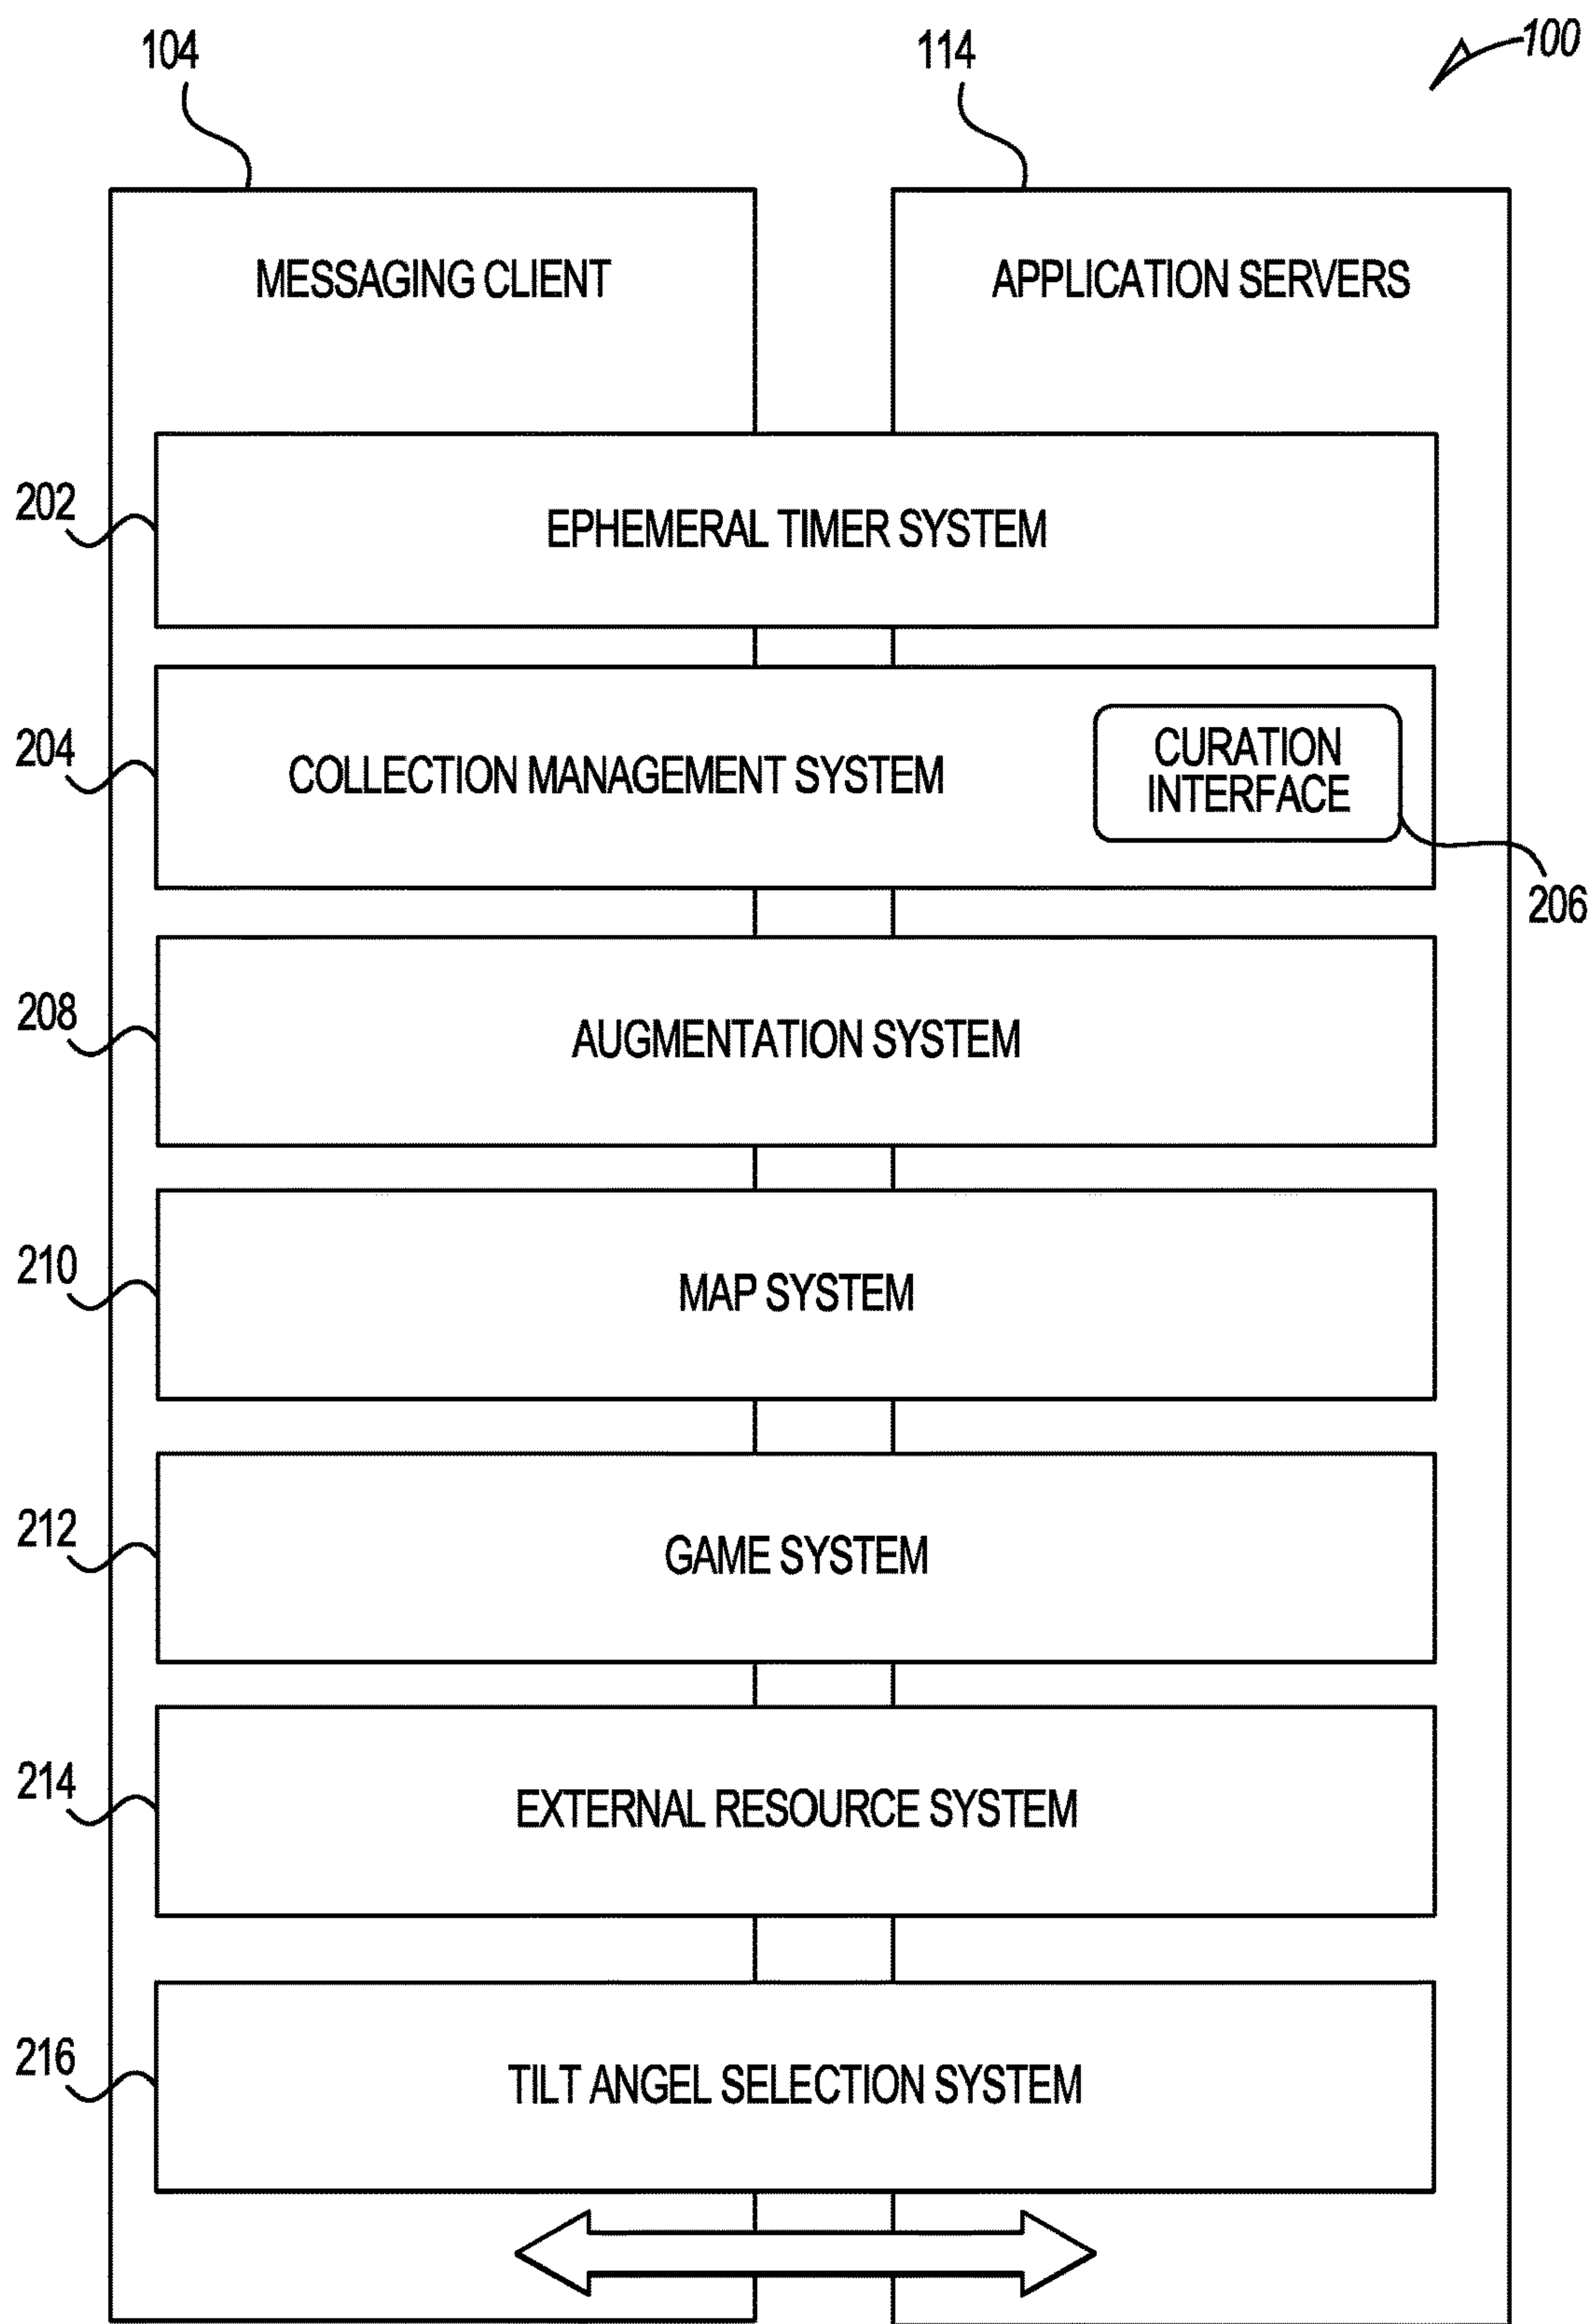 104
114
100
MESSAGING CLIENT
APPLICATION SERVERS
202
EPHEMERAL TIMER SYSTEM
204
COLLECTION MANAGEMENT SYSTEM
CURATION
INTERFACE
206
208
AUGMENTATION SYSTEM
210
MAP SYSTEM
212
GAME SYSTEM
214
EXTERNAL RESOURCE SYSTEM
216
TILT ANGEL SELECTION SYSTEM